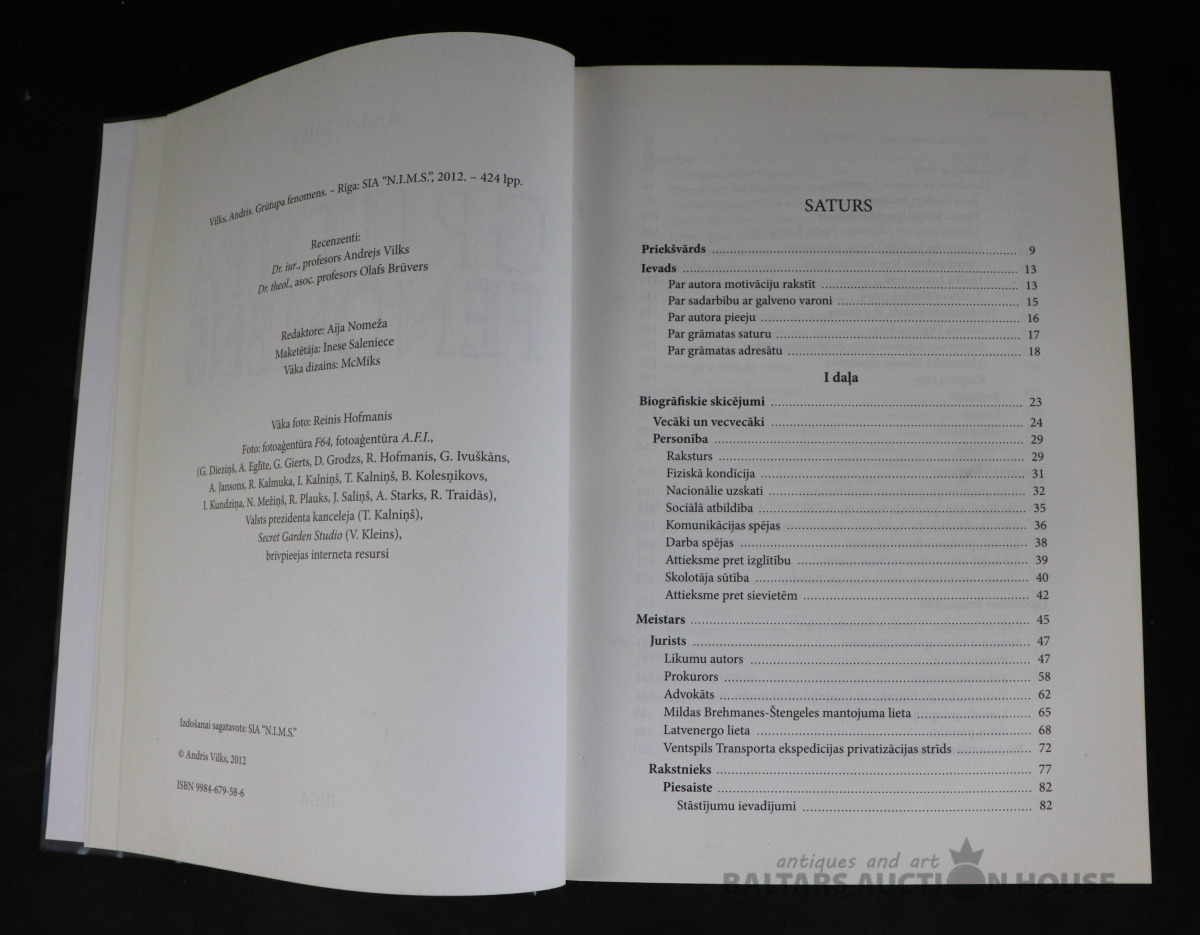 Vilks, Andris. Grūtupa fenomens. – Rīga: SIA “N.I.M.S.”, 2012. – 424 lpp.
Recenzenti:
Dr. iur., profesors Andrejs Vilks
Dr. theol., asoc. profesors Olafs Brūvers
Redaktore: Aija Nomeža
Maketētāja: Inese Saleniece
Vāka dizains: McMiks
Vāka foto: Reinis Hofmanis
Foto: fotoaģentūra F64, fotoaģentūra A.F.I.,
(G. Dieziņš, A. Eglīte, G. Gierts, D. Grodzs, R. Hofmanis, G. Ivuškāns,
A. Jansons, R. Kalmuka, I. Kalniņš, T. Kalniņš, B. Kolesņikovs,
I. Kundziņa, N. Mežiņš, R. Plauks, J. Saliņš, A. Starks, R. Traidās),
Valsts prezidenta kanceleja (T. Kalniņš),
Secret Garden Studio (V. Kleins),
brīvpieejas interneta resursi
Izdošanai sagatavots: SIA “N.I.M.S.”
© Andris Vilks, 2012
ISBN 9984-679-58-6
SATURS
Priekšvārds 9
Ievads 13
Par autora motivāciju rakstīt 13
Par sadarbību ar galveno varoni 15
Par autora pieeju 16
Par grāmatas saturu 17
Par grāmatas adresātu 18
I daļa
Biogrāfiskie skicējumi 23
Vecāki un vecvecāki 24
Personība 29
Raksturs 29
Fiziskā kondīcija 31
Nacionālie uzskati 32
Sociālā atbildība 35
Komunikācijas spējas 36
Darba spējas 38
Attieksme pret izglītību 39
Skolotāja sūtība 40
Attieksme pret sievietēm 42
Meistars 45
Jurists 47
Likumu autors 47
Prokurors 58
Advokāts 62
Mildas Brehmanes-Štengeles mantojuma lieta 65
Latvenergo lieta 68
Ventspils Transporta ekspedīcijas privatizācijas strīds 72
Rakstnieks 77
Piesaiste 82
Stāstījumu ievadījumi 82
antiques and art
BALTARS AUCTION HOUSE